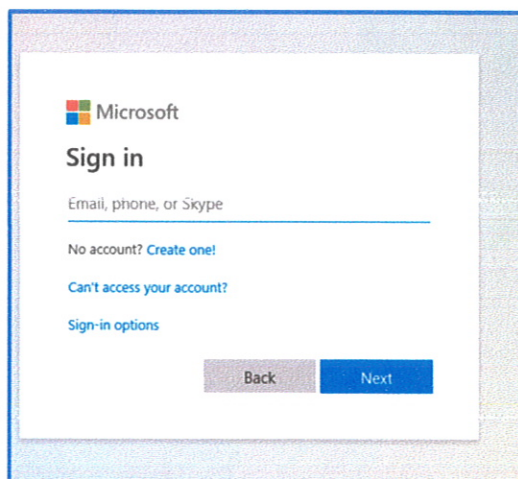 Microsoft
Sign in
Email, phone, or Skype
No account? Create one!
Can't access your account?
Sign-in options
Back Next